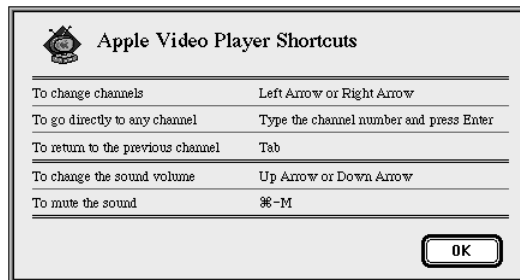 Apple Video Player Shortcuts
To change channels Left Arrow or Right Arrow
To go directly to any channel Type the channel number and press Enter
To return to the previous channel Tab
To change the sound volume Up Arrow or Down Arrow
To mute the sound ⌘-M
OK